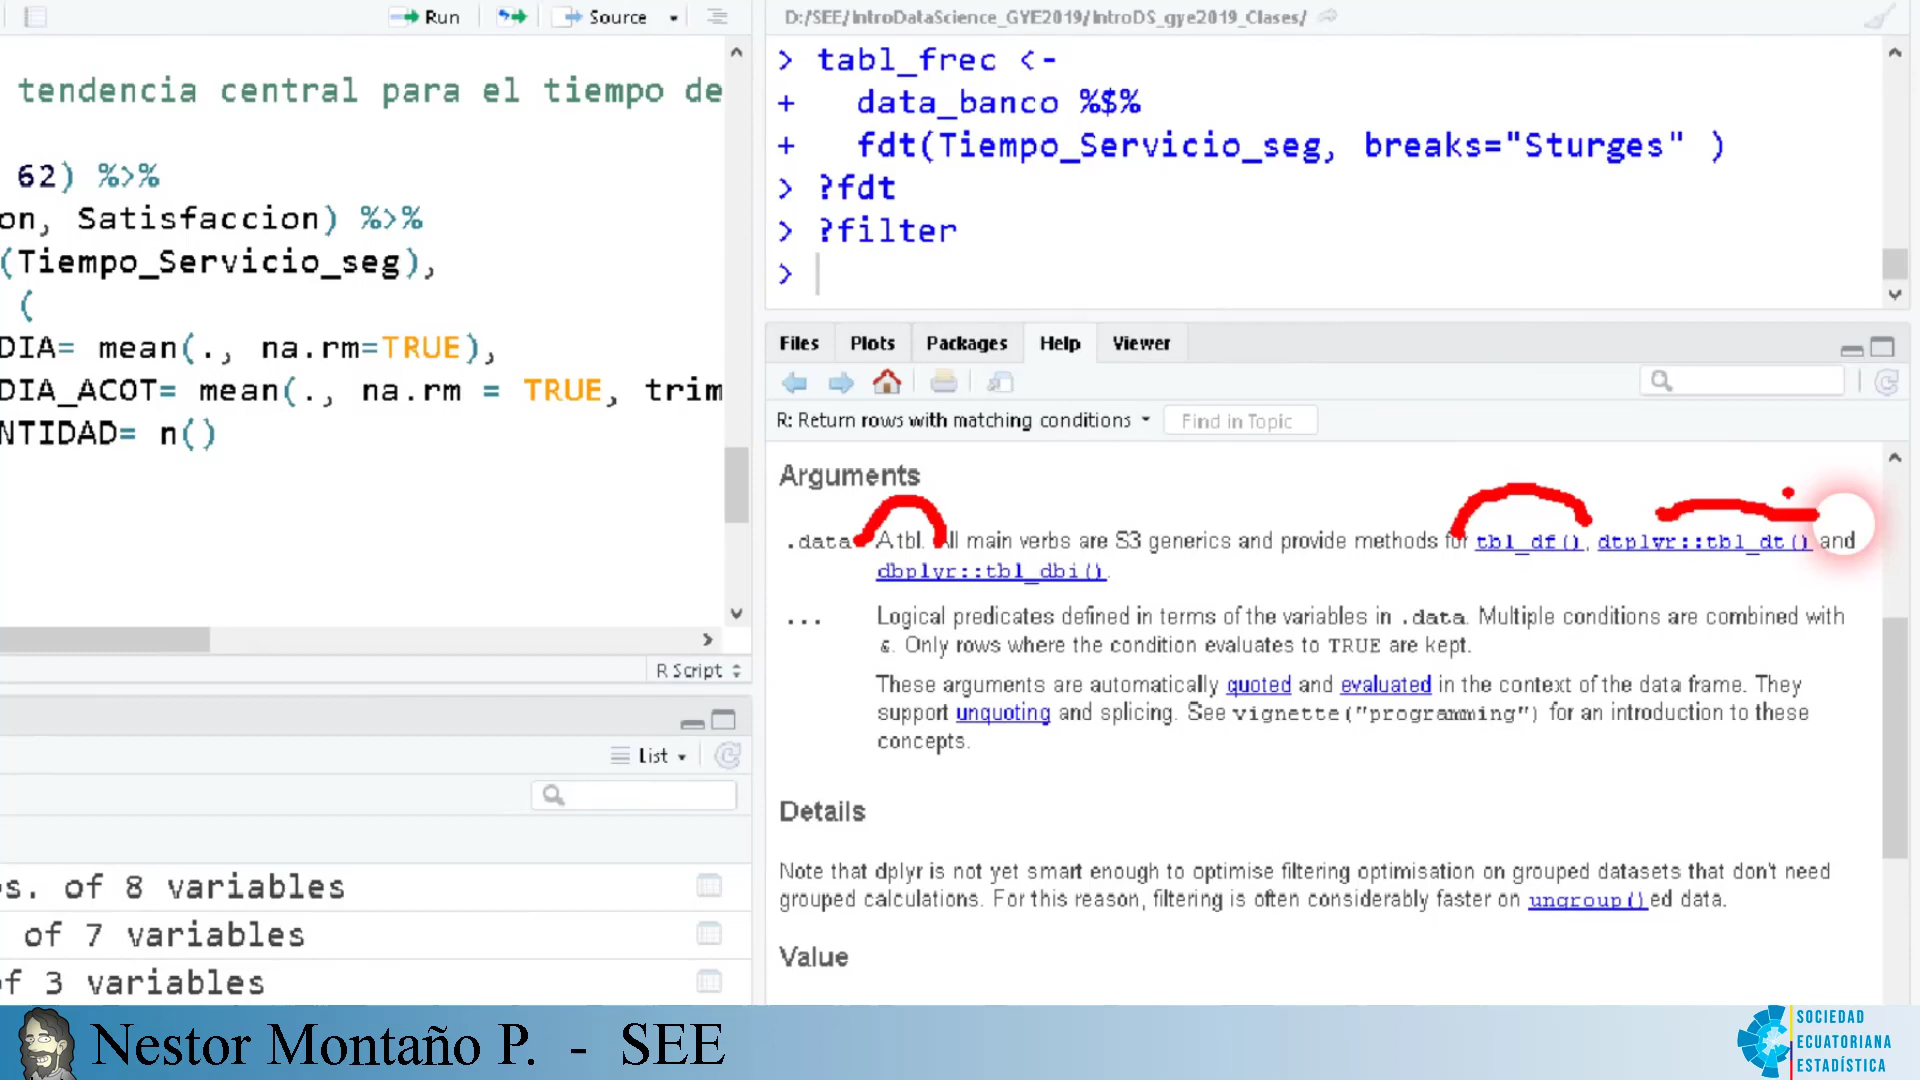 Run
Source
tendencia central para el tiempo de
62) %>%
on, Satisfaccion) %>%
(Tiempo_Servicio_seg),
(
DIA= mean(., na.rm=TRUE),
DIA_ACOT= mean(., na.rm = TRUE, trim
NTIDAD= n()
R Script
List
s. of 8 variables
of 7 variables
of 3 variables
D:/SEE/IntroDataScience_GYE2019/IntroDS_gye2019_Clases/
> tabl_frec <-
+ data_banco %$%
+ fdt(Tiempo_Servicio_seg, breaks="Sturges" )
> ?fdt
> ?filter
>
Files Plots Packages Help Viewer
R: Return rows with matching conditions
Find in Topic
Arguments
.data A tbl. All main verbs are S3 generics and provide methods for tbl_df(), dtplyr::tbl_dt() and
dbplyr::tbl_dbi().
... Logical predicates defined in terms of the variables in .data. Multiple conditions are combined with
&. Only rows where the condition evaluates to TRUE are kept.
These arguments are automatically quoted and evaluated in the context of the data frame. They
support unquoting and splicing. See vignette("programming") for an introduction to these
concepts.
Details
Note that dplyr is not yet smart enough to optimise filtering optimisation on grouped datasets that don't need
grouped calculations. For this reason, filtering is often considerably faster on ungroup()ed data.
Value
Nestor Montaño P. - SEE
SOCIEDAD
ECUATORIANA
ESTADÍSTICA